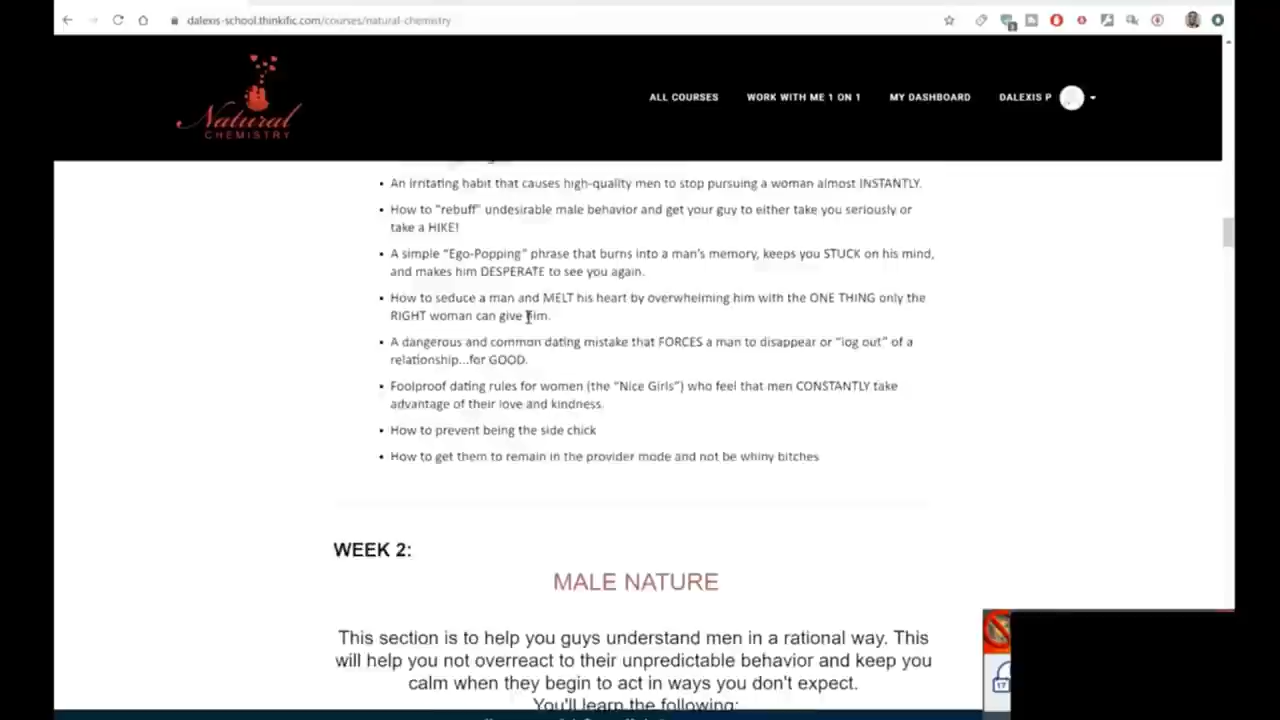 dalexis-school.thinkific.com/courses/natural-chemistry
Natural
CHEMISTRY
ALL COURSES
WORK WITH ME 1 ON 1
MY DASHBOARD
DALEXIS P
• An irritating habit that causes high-quality men to stop pursuing a woman almost INSTANTLY.
• How to "rebuff" undesirable male behavior and get your guy to either take you seriously or
take a HIKE!
• A simple "Ego-Popping" phrase that burns into a man's memory, keeps you STUCK on his mind,
and makes him DESPERATE to see you again.
• How to seduce a man and MELT his heart by overwhelming him with the ONE THING only the
RIGHT woman can give him.
• A dangerous and common dating mistake that FORCES a man to disappear or "log out" of a
relationship...for GOOD.
• Foolproof dating rules for women (the "Nice Girls") who feel that men CONSTANTLY take
advantage of their love and kindness.
• How to prevent being the side chick
• How to get them to remain in the provider mode and not be whiny bitches
WEEK 2:
MALE NATURE
This section is to help you guys understand men in a rational way. This
will help you not overreact to their unpredictable behavior and keep you
calm when they begin to act in ways you don't expect.
You'll learn the following:
17